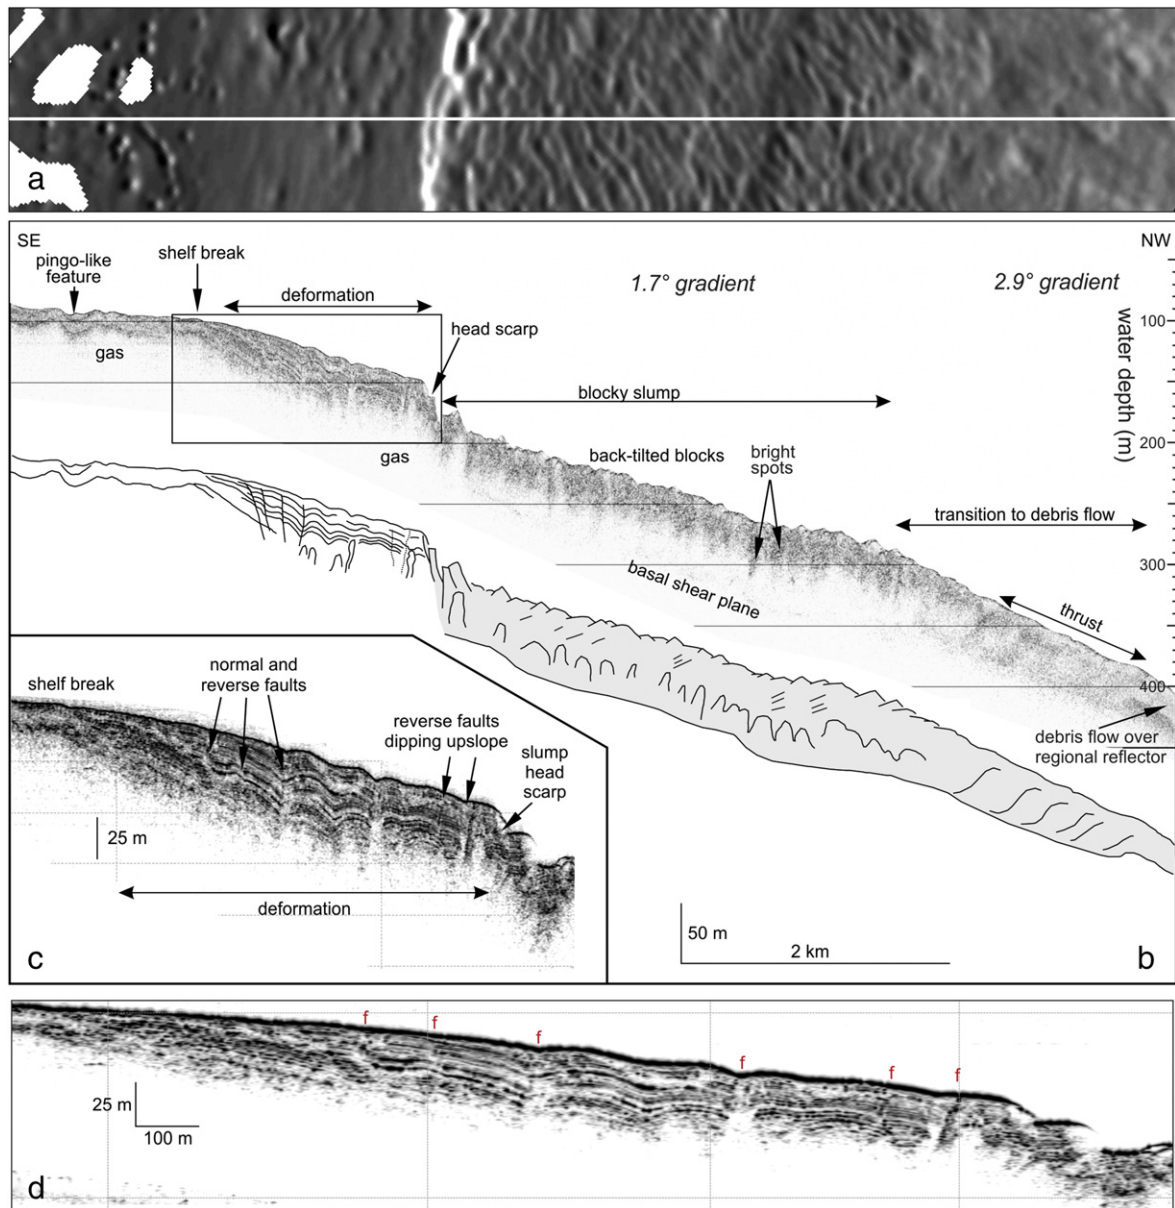 a
SE
NW
pingo-like
feature
shelf break
deformation
1.7° gradient
2.9° gradient
water depth (m)
100
200
300
400
head scarp
gas
blocky slump
gas
back-tilted blocks
bright
spots
transition to debris flow
basal shear plane
thrust
debris flow over
regional reflector
50 m
2 km
b
shelf break
normal and
reverse faults
reverse faults
dipping upslope
slump
head
scarp
25 m
deformation
c
f
f
f
f
f
f
25 m
100 m
d